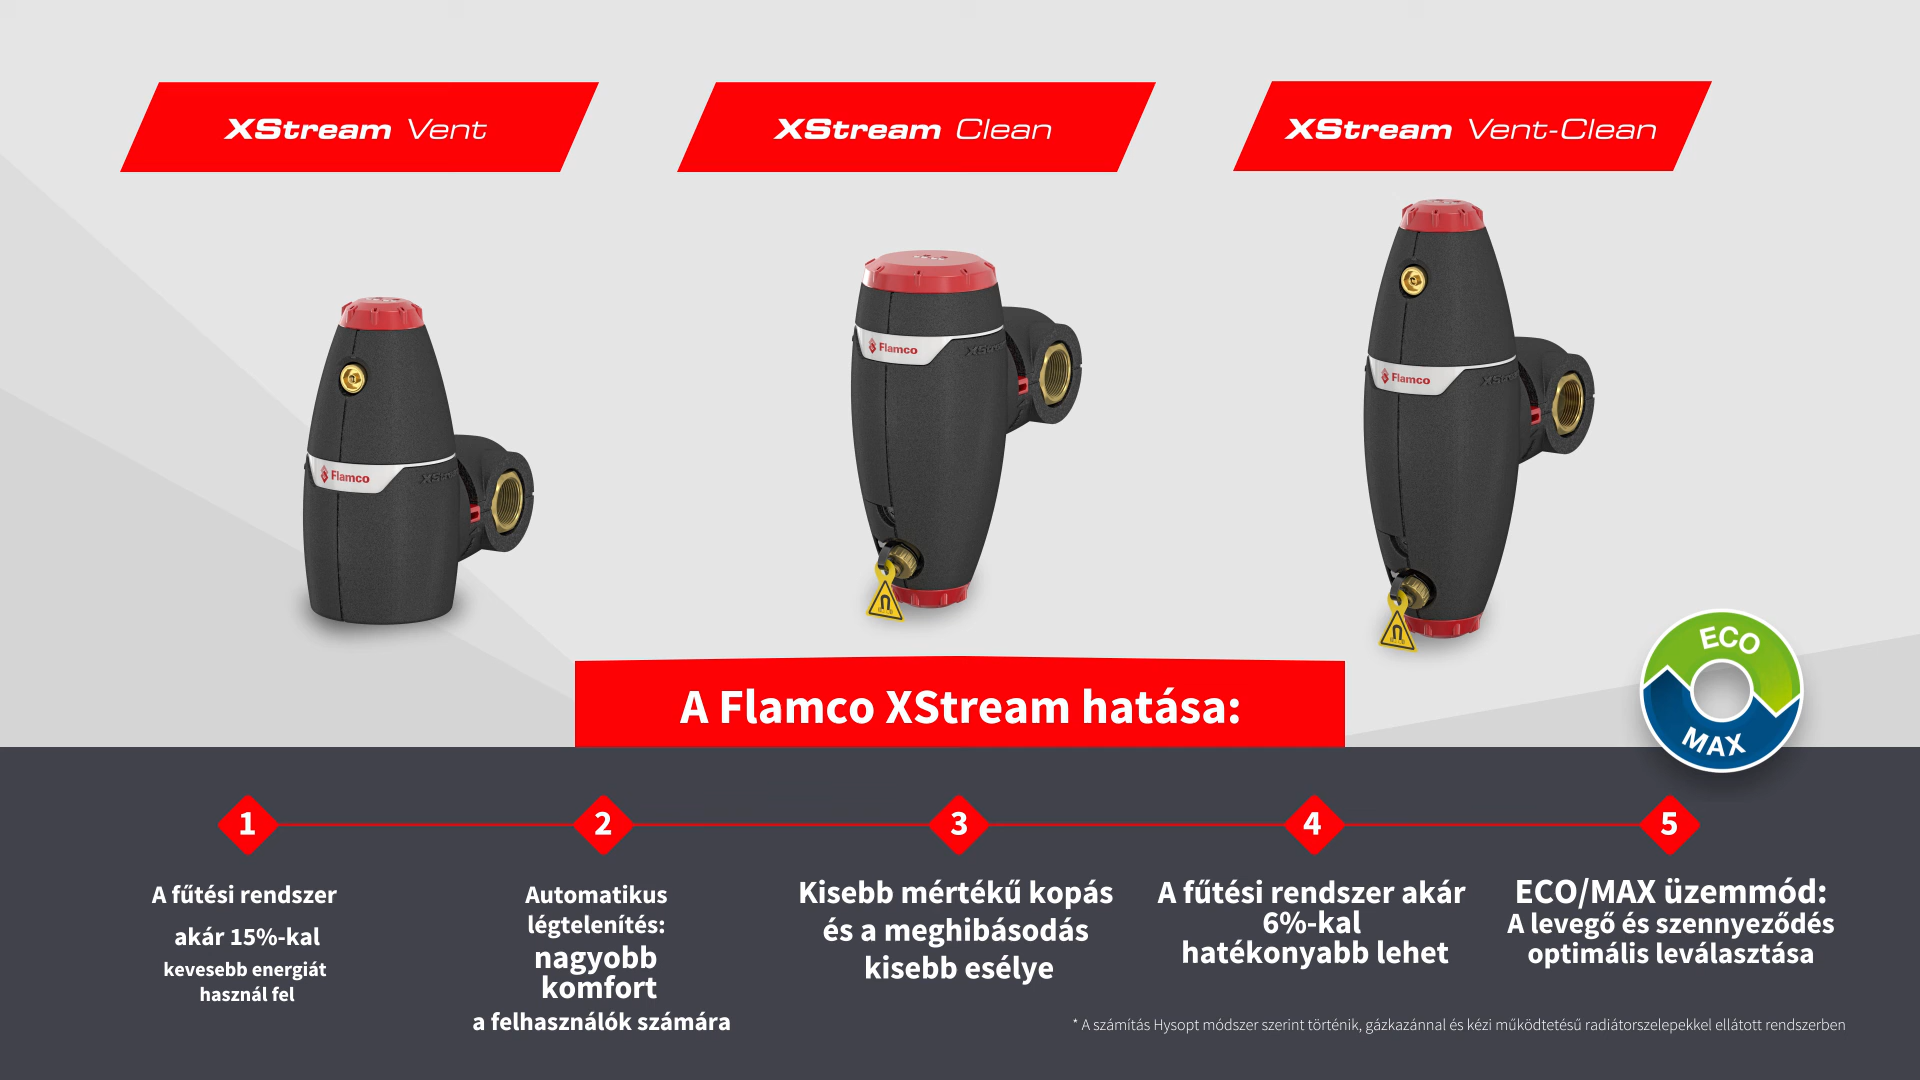 XStream Vent
XStream Clean
XStream Vent-Clean
Flamco
XStream
Flamco
XStream
Flamco
XStream
ECO
MAX
A Flamco XStream hatása:
1
2
3
4
5
A fűtési rendszer
akár 15%-kal
kevesebb energiát
használ fel
Automatikus
légtelenítés:
nagyobb
komfort
a felhasználók számára
Kisebb mértékű kopás
és a meghibásodás
kisebb esélye
A fűtési rendszer akár
6%-kal
hatékonyabb lehet
ECO/MAX üzemmód:
A levegő és szennyeződés
optimális leválasztása
* A számítás Hysopt módszer szerint történik, gázkazánnal és kézi működtetésű radiátorszelepekkel ellátott rendszerben